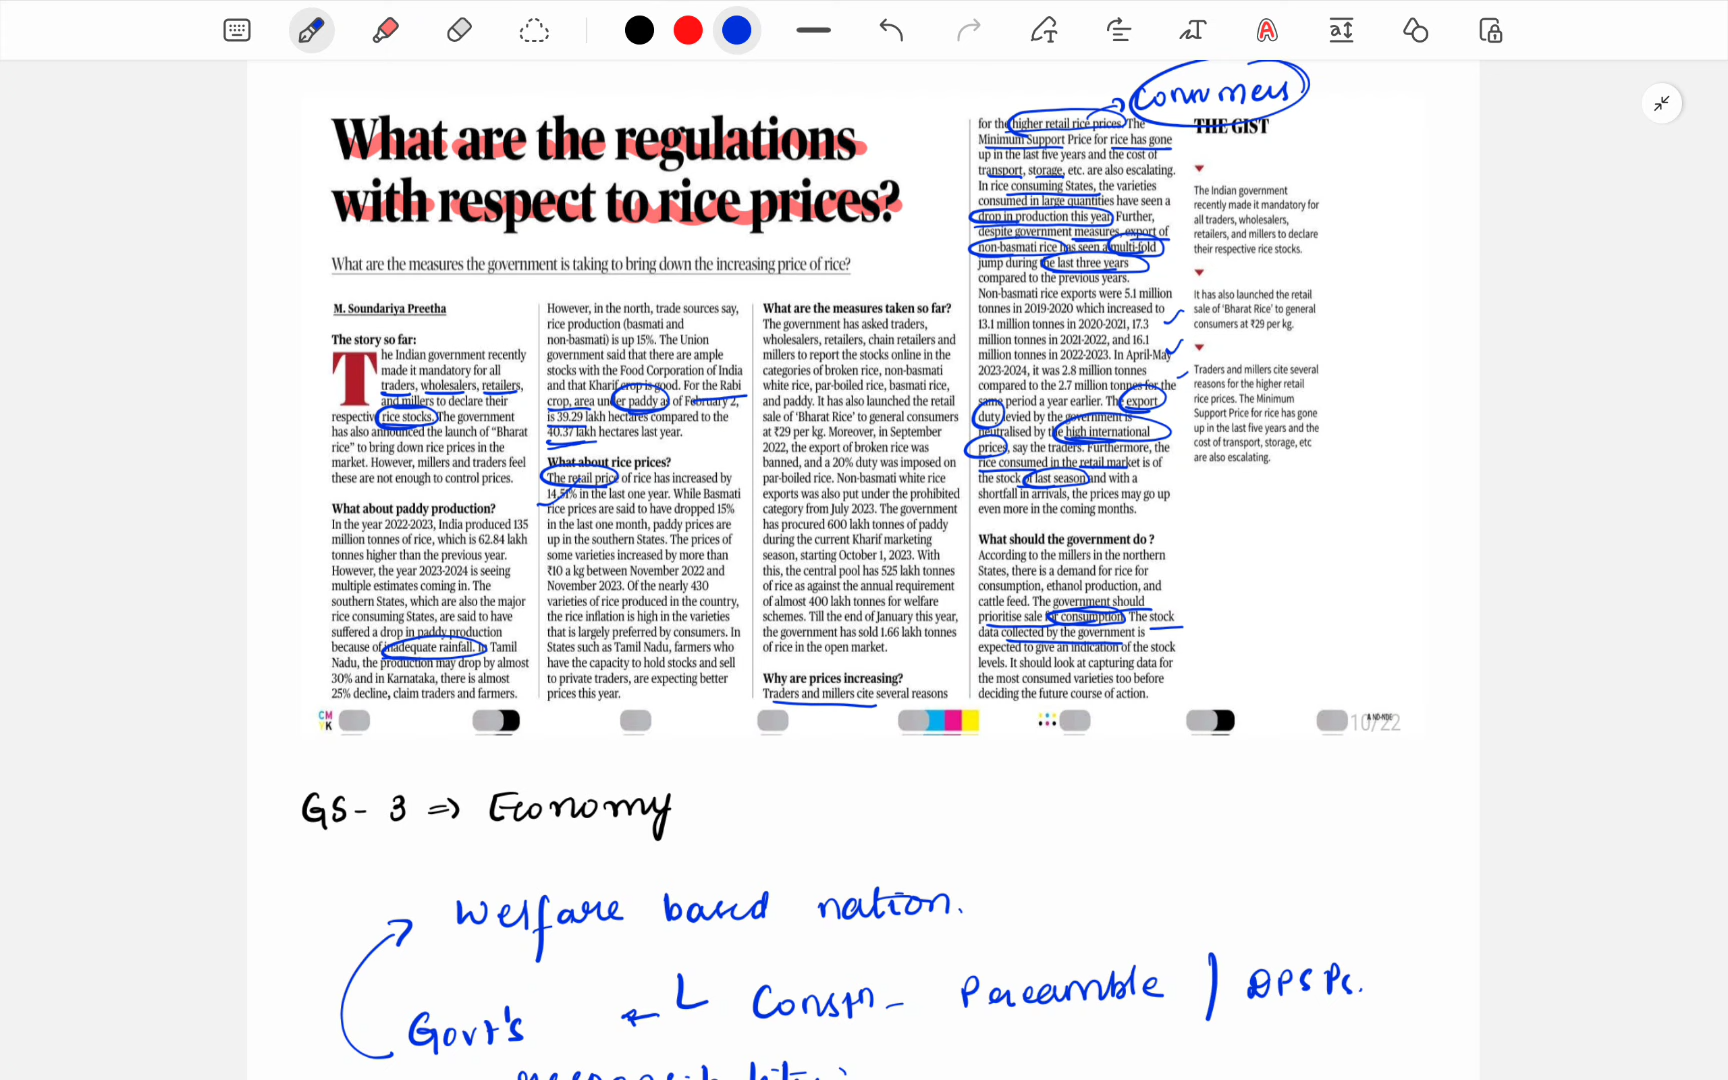 Consumers
What are the regulations
with respect to rice prices?
What are the measures the government is taking to bring down the increasing price of rice?
M. Soundariya Preetha
The story so far:
The Indian government recently
made it mandatory for all
traders, wholesalers, retailers,
and millers to declare their
respective rice stocks. The government
has also announced the launch of “Bharat
rice” to bring down rice prices in the
market. However, millers and traders feel
these are not enough to control prices.
What about paddy production?
In the year 2022-2023, India produced 135
million tonnes of rice, which is 62.84 lakh
tonnes higher than the previous year.
However, the year 2023-2024 is seeing
multiple estimates coming in. The
southern States, which are also the major
rice consuming States, are said to have
suffered a drop in paddy production
because of inadequate rainfall. In Tamil
Nadu, the production may drop by almost
30% and in Karnataka, there is almost
25% decline, claim traders and farmers.
However, in the north, trade sources say,
rice production (basmati and
non-basmati) is up 15%. The Union
government said that there are ample
stocks with the Food Corporation of India
and that Kharif crop is good. For the Rabi
crop, area under paddy as of February 2,
is 39.29 lakh hectares compared to the
40.37 lakh hectares last year.
What about rice prices?
The retail price of rice has increased by
14.51% in the last one year. While Basmati
rice prices are said to have dropped 15%
in the last one month, paddy prices are
up in the southern States. The prices of
some varieties increased by more than
₹10 a kg between November 2022 and
November 2023. Of the nearly 430
varieties of rice produced in the country,
the rice inflation is high in the varieties
that is largely preferred by consumers. In
States such as Tamil Nadu, farmers who
have the capacity to hold stocks and sell
to private traders, are expecting better
prices this year.
What are the measures taken so far?
The government has asked traders,
wholesalers, retailers, chain retailers and
millers to report the stocks online in the
categories of broken rice, non-basmati
white rice, par-boiled rice, basmati rice,
and paddy. It has also launched the retail
sale of ‘Bharat Rice’ to general consumers
at ₹29 per kg. Moreover, in September
2022, the export of broken rice was
banned, and a 20% duty was imposed on
par-boiled rice. Non-basmati white rice
exports was also put under the prohibited
category from July 2023. The government
has procured 600 lakh tonnes of paddy
during the current Kharif marketing
season, starting October 1, 2023. With
this, the central pool has 525 lakh tonnes
of rice as against the annual requirement
of almost 400 lakh tonnes for welfare
schemes. Till the end of January this year,
the government has sold 1.66 lakh tonnes
of rice in the open market.
Why are prices increasing?
Traders and millers cite several reasons
for the higher retail rice prices. The
Minimum Support Price for rice has gone
up in the last five years and the cost of
transport, storage, etc. are also escalating.
In rice consuming States, the varieties
consumed in large quantities have seen a
drop in production this year. Further,
despite government measures, export of
non-basmati rice has seen a multi-fold
jump during the last three years
compared to the previous years.
Non-basmati rice exports were 5.1 million
tonnes in 2019-2020 which increased to
13.1 million tonnes in 2020-2021, 17.3
million tonnes in 2021-2022, and 16.1
million tonnes in 2022-2023. In April-May
2023-2024, it was 2.8 million tonnes
compared to the 2.7 million tonnes for the
same period a year earlier. The export
duty levied by the government is
neutralised by the high international
prices, say the traders. Furthermore, the
rice consumed in the retail market is of
the stock of last season and with a
shortfall in arrivals, the prices may go up
even more in the coming months.
What should the government do ?
According to the millers in the northern
States, there is a demand for rice for
consumption, ethanol production, and
cattle feed. The government should
prioritise sale for consumption. The stock
data collected by the government is
expected to give an indication of the stock
levels. It should look at capturing data for
the most consumed varieties too before
deciding the future course of action.
THE GIST
The Indian government
recently made it mandatory for
all traders, wholesalers,
retailers, and millers to declare
their respective rice stocks.
It has also launched the retail
sale of ‘Bharat Rice’ to general
consumers at ₹29 per kg.
Traders and millers cite several
reasons for the higher retail
rice prices. The Minimum
Support Price for rice has gone
up in the last five years and the
cost of transport, storage, etc
are also escalating.
CM
YK
10/22
GS- 3 => Economy
Welfare based nation.
Constn - Preamble / DPSPs.
Govt's